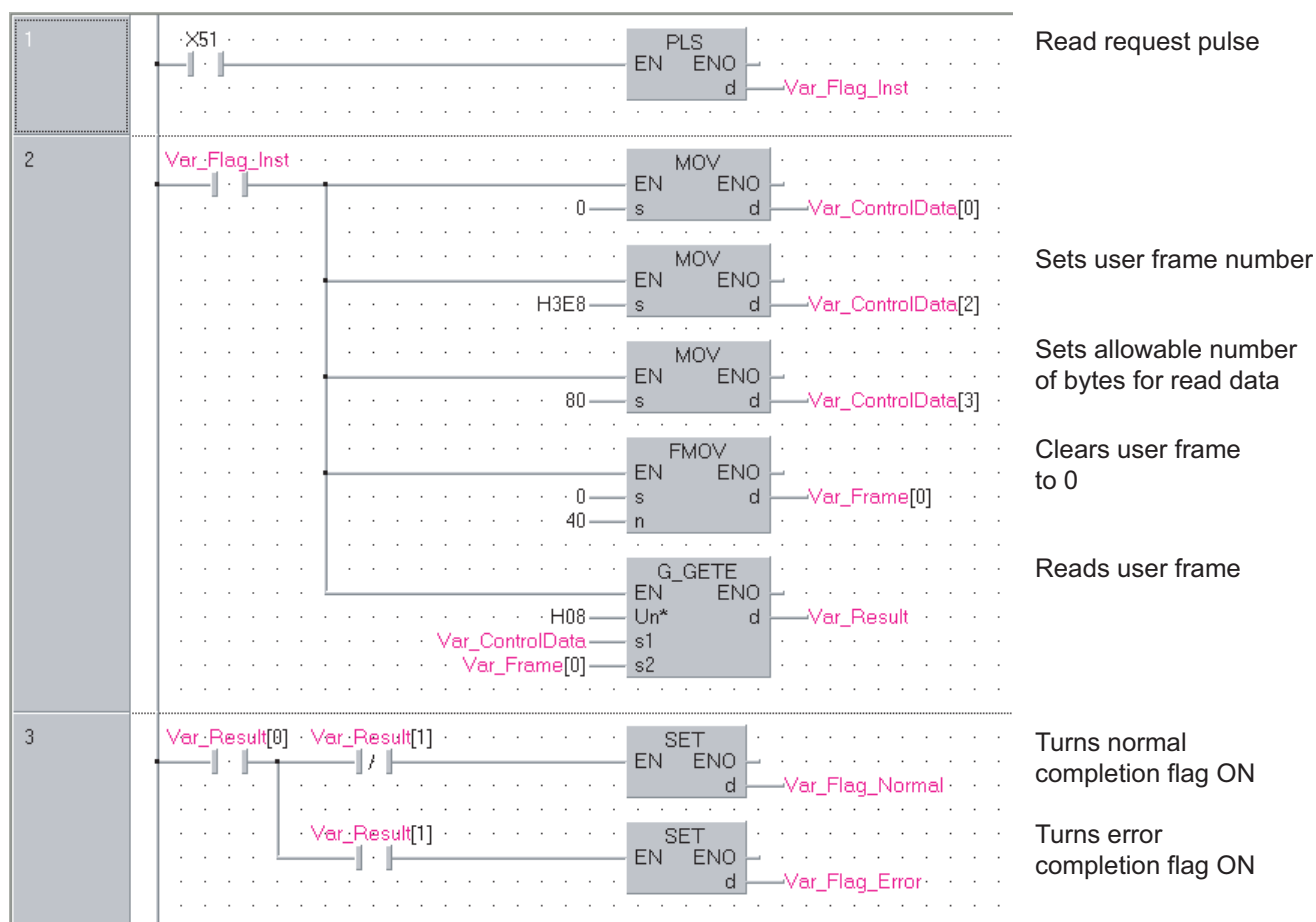 1
X51
PLS
EN ENO
d
Var_Flag_Inst
Read request pulse
2
Var_Flag_Inst
MOV
EN ENO
0 s d Var_ControlData[0]
MOV
EN ENO
H3E8 s d Var_ControlData[2]
Sets user frame number
MOV
EN ENO
80 s d Var_ControlData[3]
Sets allowable number
of bytes for read data
FMOV
EN ENO
0 s d Var_Frame[0]
40 n
Clears user frame
to 0
G_GETE
EN ENO
H08 Un* d Var_Result
Var_ControlData s1
Var_Frame[0] s2
Reads user frame
3
Var_Result[0] Var_Result[1]
SET
EN ENO
d Var_Flag_Normal
Turns normal
completion flag ON
Var_Result[1]
SET
EN ENO
d Var_Flag_Error
Turns error
completion flag ON